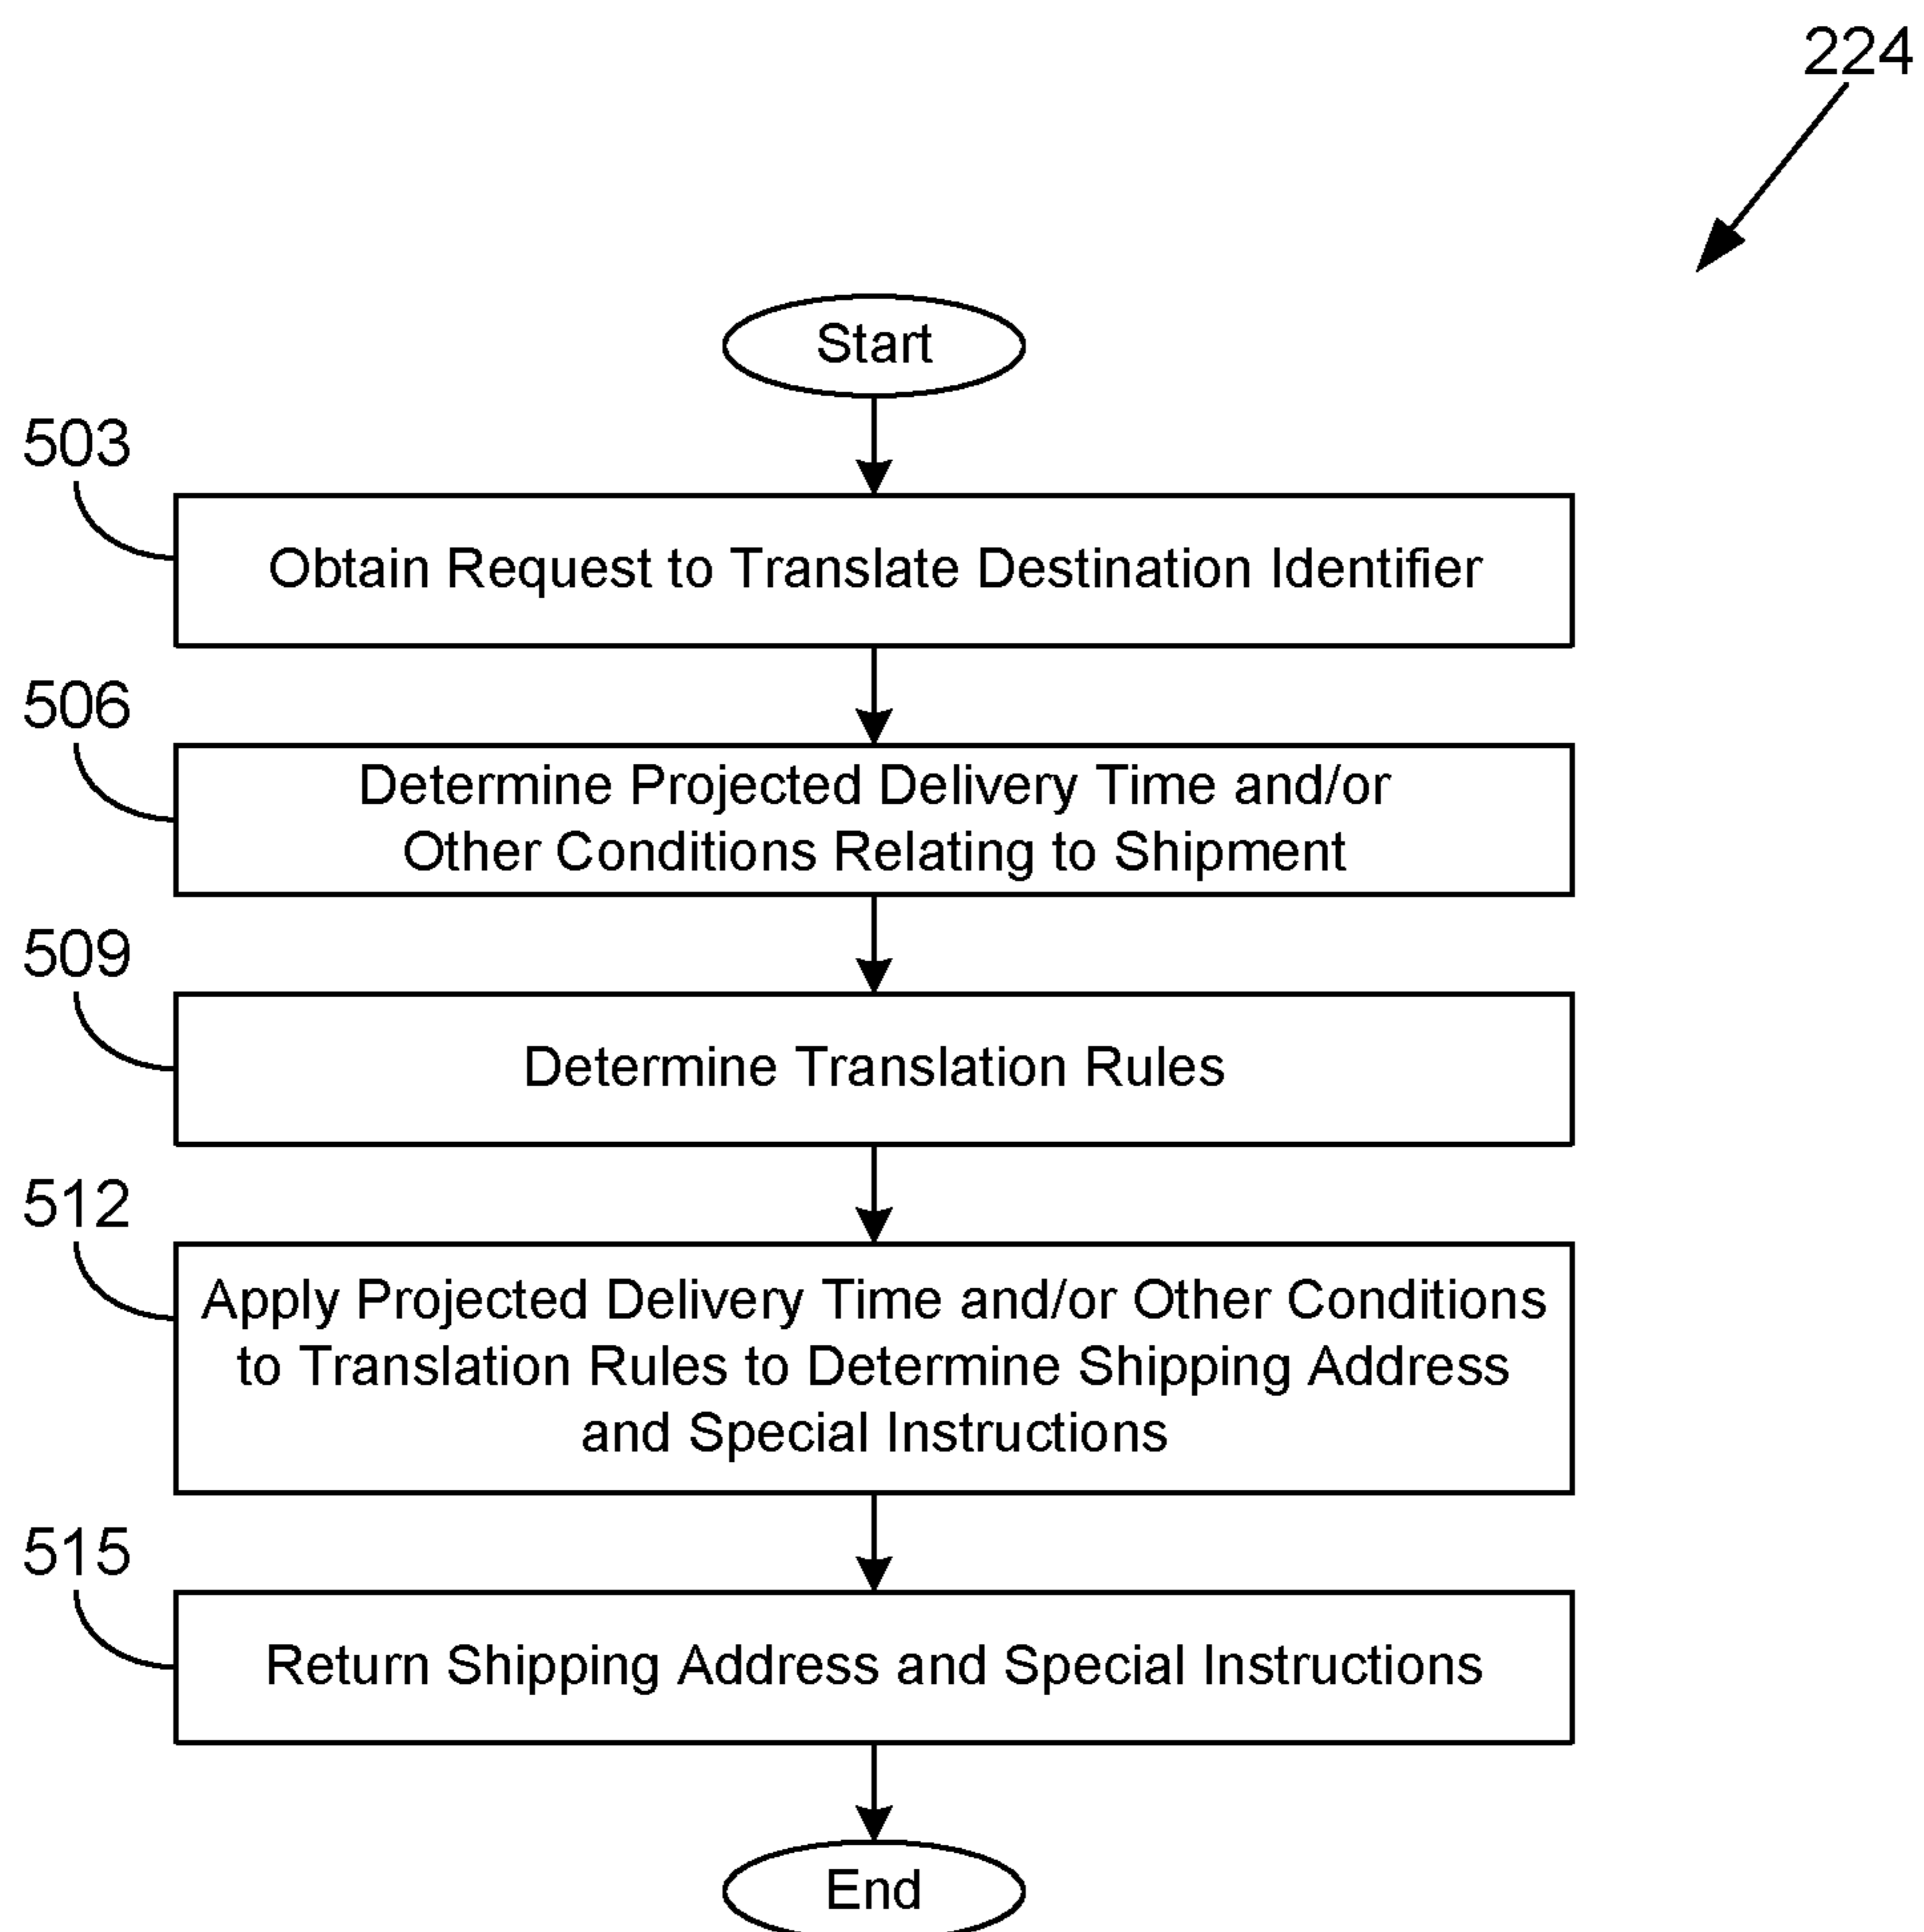 224
Start
503
Obtain Request to Translate Destination Identifier
506
Determine Projected Delivery Time and/or
Other Conditions Relating to Shipment
509
Determine Translation Rules
512
Apply Projected Delivery Time and/or Other Conditions
to Translation Rules to Determine Shipping Address
and Special Instructions
515
Return Shipping Address and Special Instructions
End